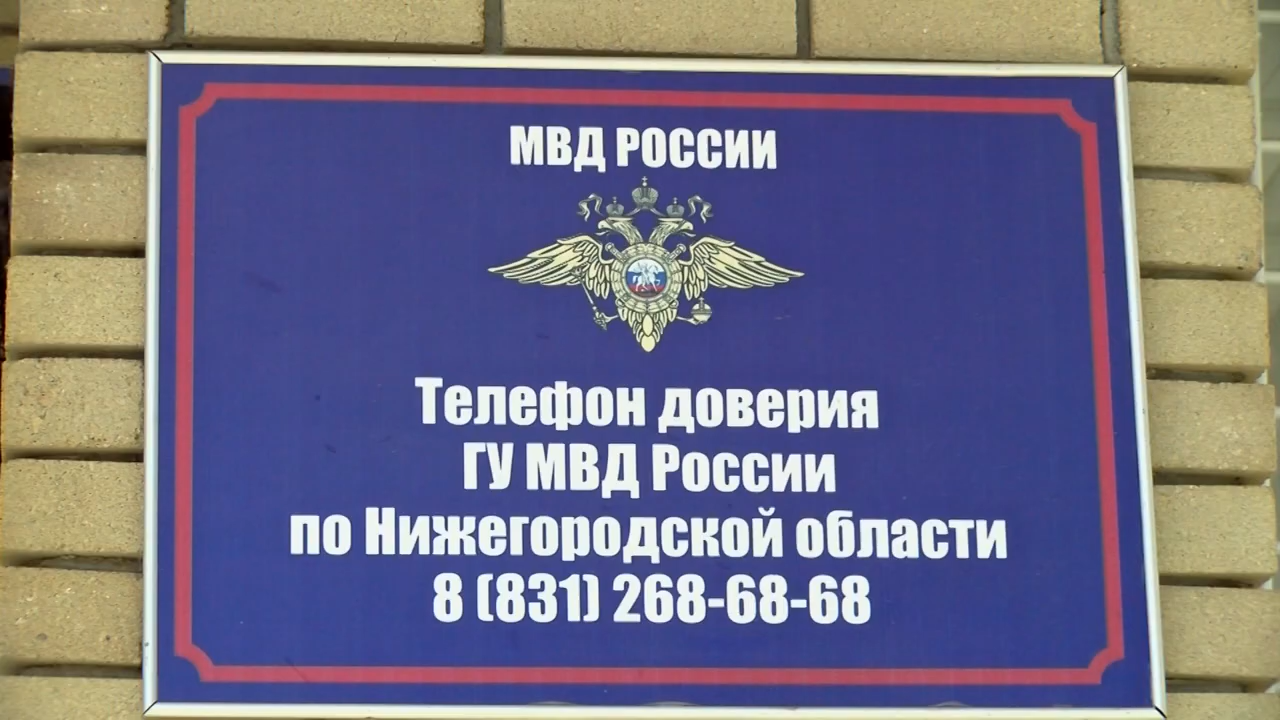 МВД РОССИИ
Телефон доверия
ГУ МВД России
по Нижегородской области
8 (831) 268-68-68